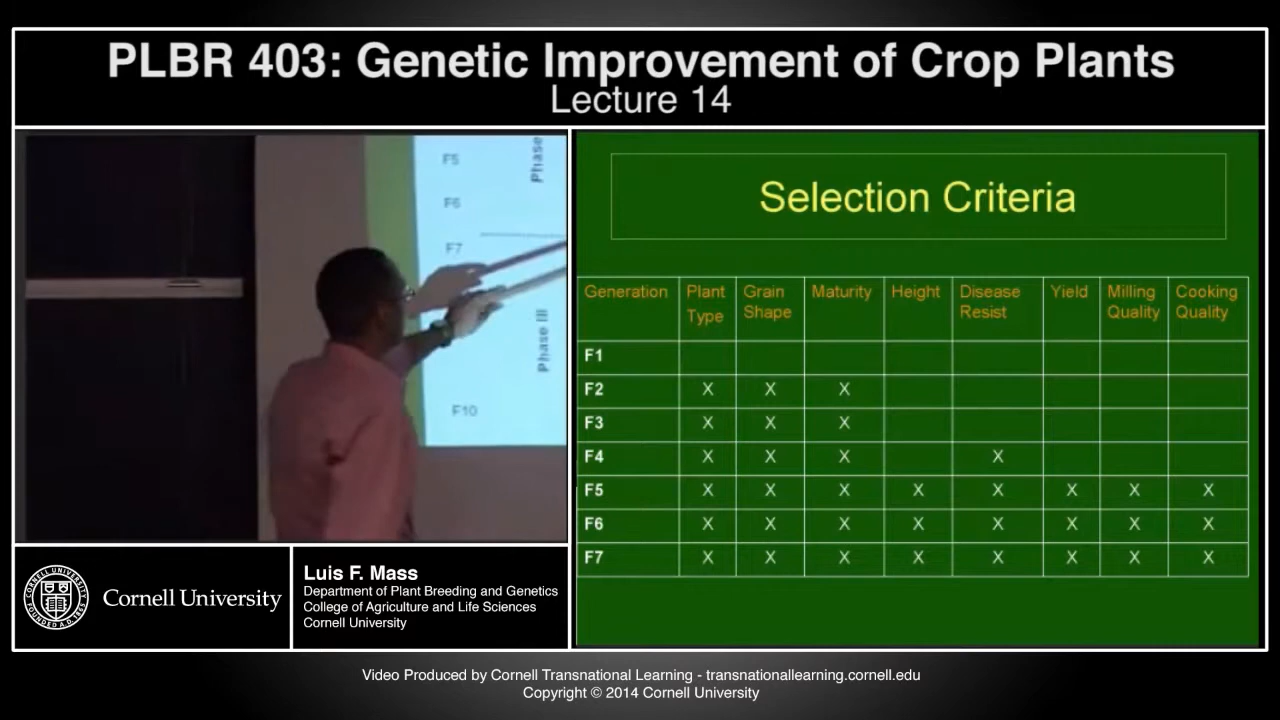 PLBR 403: Genetic Improvement of Crop Plants
Lecture 14
F5
Phase
F6
F7
Phase III
F10
Selection Criteria
Generation Plant Type Grain Shape Maturity Height Disease Resist Yield Milling Quality Cooking Quality
F1
F2 X X X
F3 X X X
F4 X X X X
F5 X X X X X X X X
F6 X X X X X X X X
F7 X X X X X X X X
Cornell University
Luis F. Mass
Department of Plant Breeding and Genetics
College of Agriculture and Life Sciences
Cornell University
Video Produced by Cornell Transnational Learning - transnationallearning.cornell.edu
Copyright © 2014 Cornell University